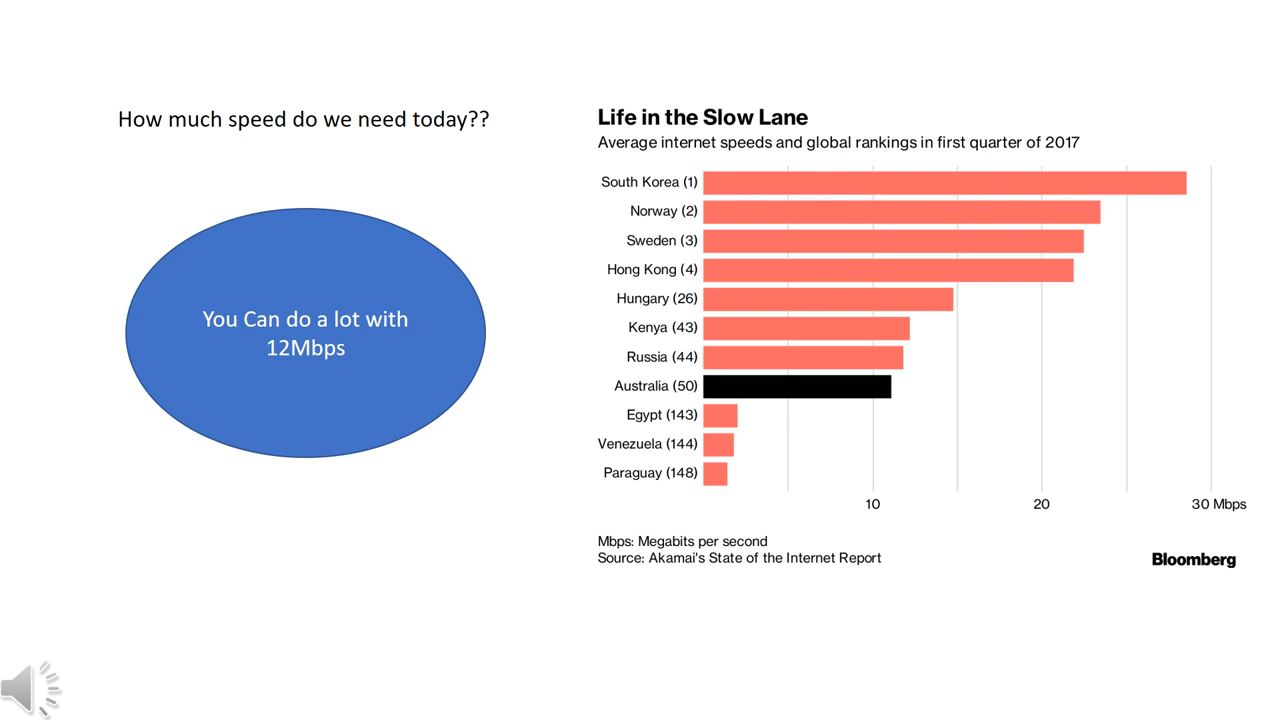 How much speed do we need today??
You Can do a lot with
12Mbps
Life in the Slow Lane
Average internet speeds and global rankings in first quarter of 2017
South Korea (1)
Norway (2)
Sweden (3)
Hong Kong (4)
Hungary (26)
Kenya (43)
Russia (44)
Australia (50)
Egypt (143)
Venezuela (144)
Paraguay (148)
10 20 30 Mbps
Mbps: Megabits per second
Source: Akamai's State of the Internet Report
Bloomberg